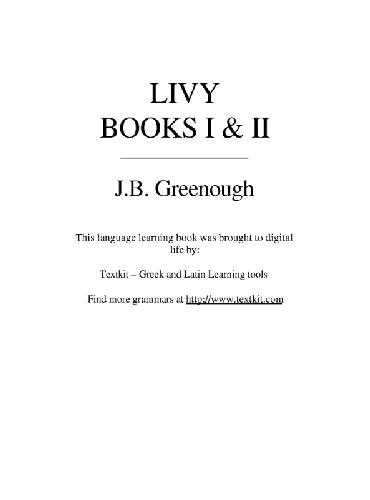 LIVY
BOOKS I & II
J.B. Greenough
This language learning book was brought to digital
life by:
Textkit – Greek and Latin Learning tools
Find more grammars at http://www.textkit.com